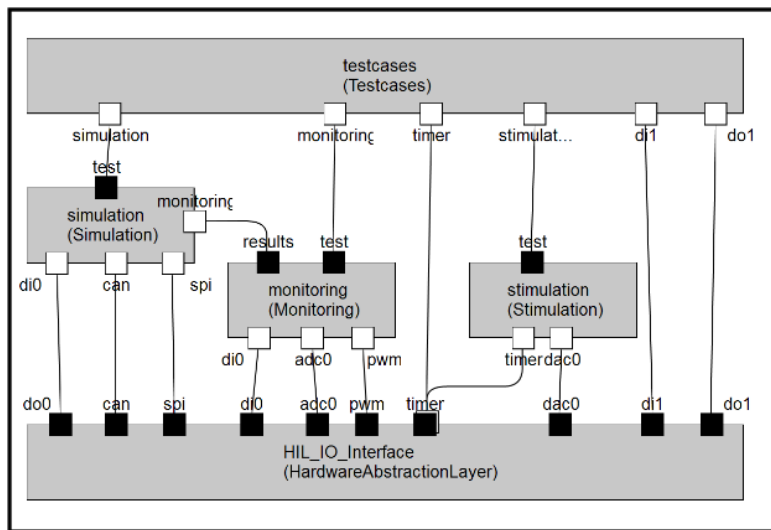 testcases
(Testcases)
simulation
monitoring
timer
stimulat...
di1
do1
test
simulation
(Simulation)
monitoring
di0
can
spi
results
test
monitoring
(Monitoring)
di0
adc0
pwm
test
stimulation
(Stimulation)
timer
dac0
do0
can
spi
di0
adc0
pwm
timer
dac0
di1
do1
HIL_IO_Interface
(HardwareAbstractionLayer)